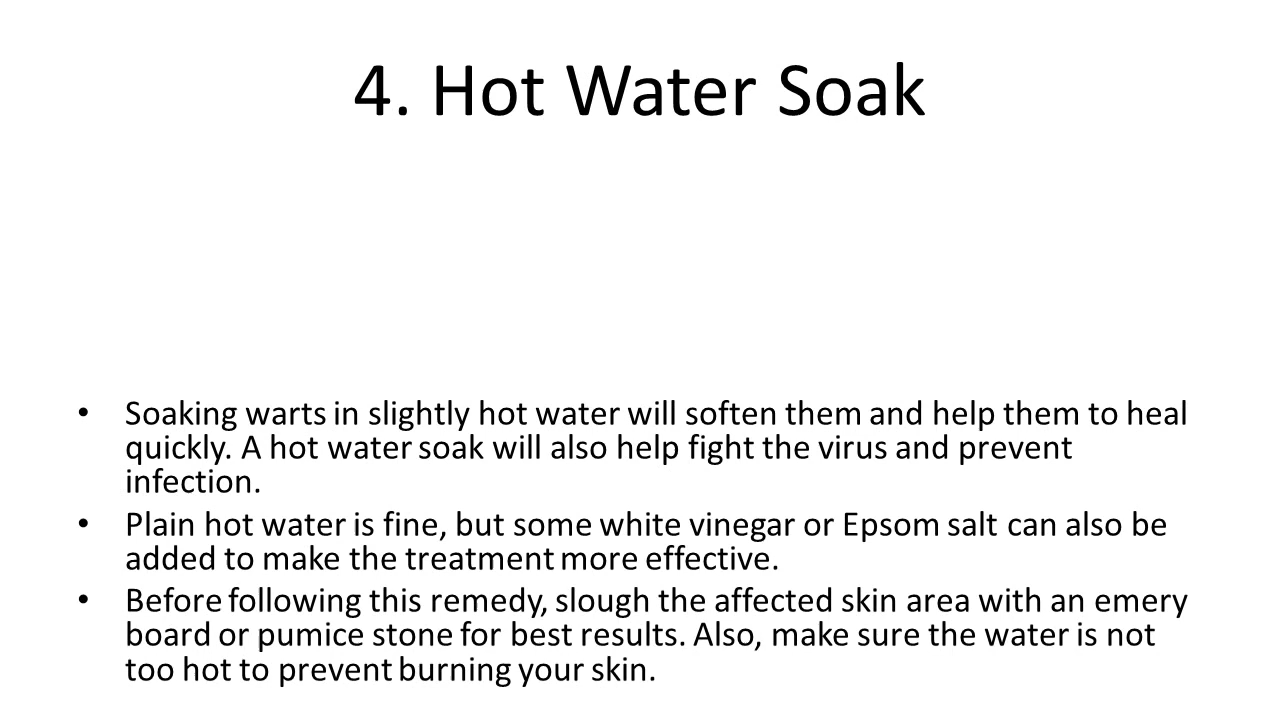 4. Hot Water Soak
• Soaking warts in slightly hot water will soften them and help them to heal
quickly. A hot water soak will also help fight the virus and prevent
infection.
• Plain hot water is fine, but some white vinegar or Epsom salt can also be
added to make the treatment more effective.
• Before following this remedy, slough the affected skin area with an emery
board or pumice stone for best results. Also, make sure the water is not
too hot to prevent burning your skin.